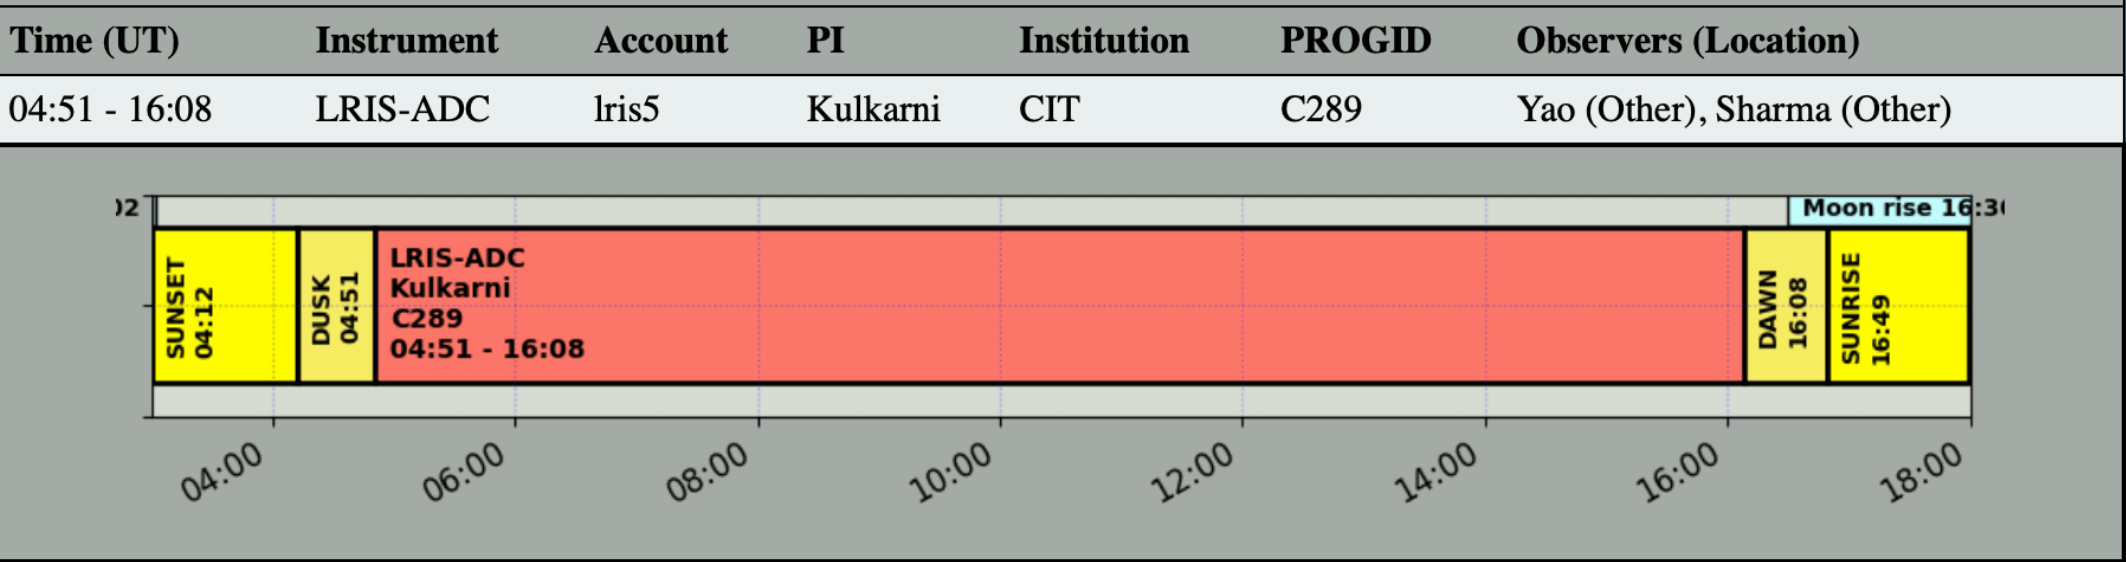 Time (UT) Instrument Account PI Institution PROGID Observers (Location)
04:51 - 16:08 LRIS-ADC lris5 Kulkarni CIT C289 Yao (Other), Sharma (Other)
Moon rise 16:3
SUNSET
04:12
DUSK
04:51
LRIS-ADC
Kulkarni
C289
04:51 - 16:08
DAWN
16:08
SUNRISE
16:49
04:00 06:00 08:00 10:00 12:00 14:00 16:00 18:00